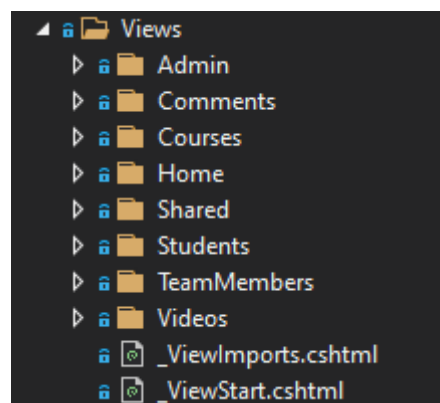 Views
Admin
Comments
Courses
Home
Shared
Students
TeamMembers
Videos
_ViewImports.cshtml
_ViewStart.cshtml